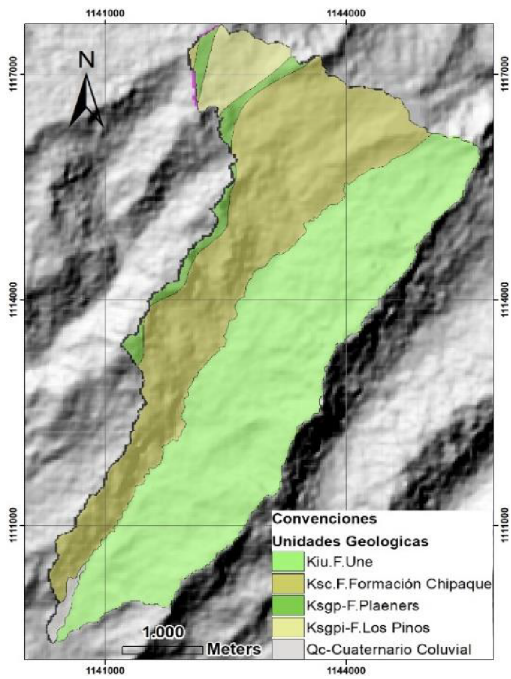 1141000 1144000
N
1117000 1117000
1114000 1114000
1111000 1111000
Convenciones
Unidades Geologicas
Kiu.F.Une
Ksc.F.Formación Chipaque
Ksgp-F.Plaeners
Ksgpi-F.Los Pinos
Qc-Cuaternario Coluvial
1.000
Meters
1141000 1144000